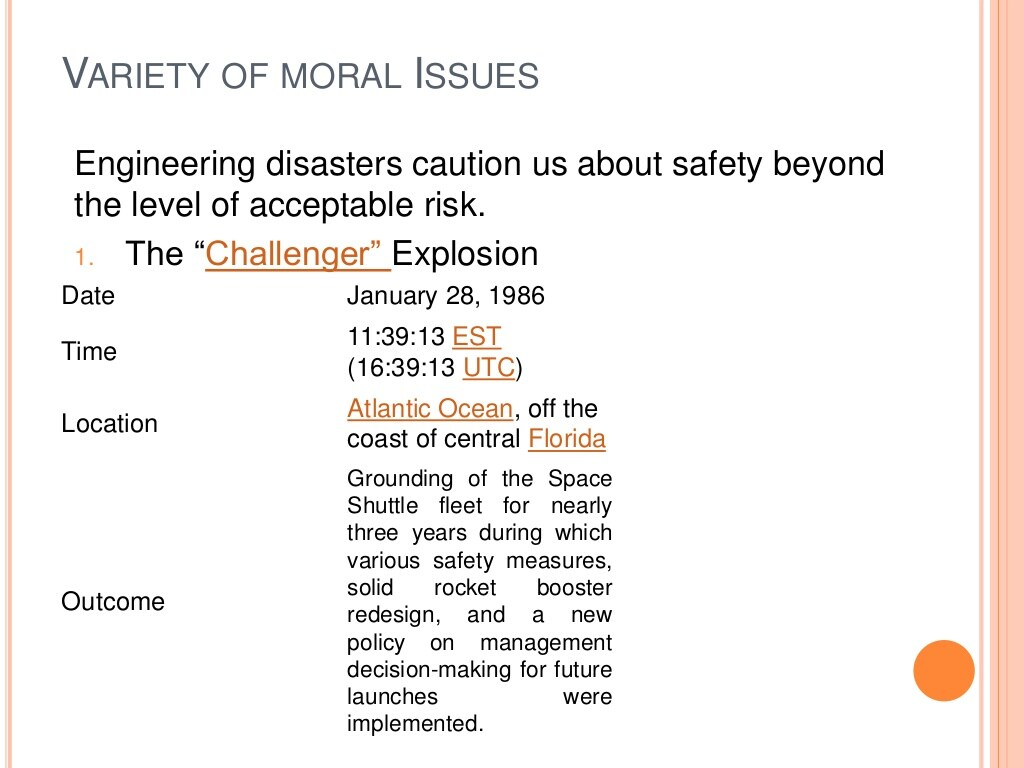 VARIETY OF MORAL ISSUES
Engineering disasters caution us about safety beyond
the level of acceptable risk.
1. The “Challenger” Explosion
Date January 28, 1986
Time 11:39:13 EST
(16:39:13 UTC)
Location Atlantic Ocean, off the
coast of central Florida
Outcome Grounding of the Space
Shuttle fleet for nearly
three years during which
various safety measures,
solid rocket booster
redesign, and a new
policy on management
decision-making for future
launches were
implemented.